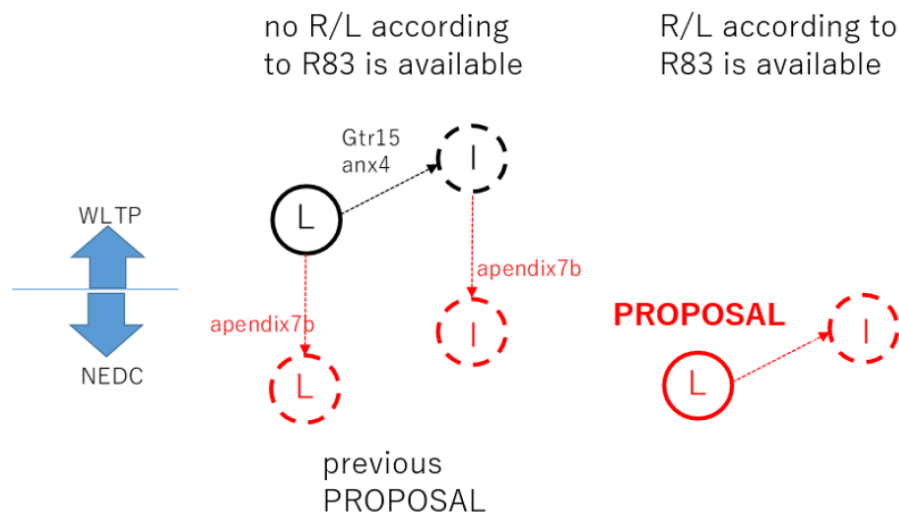 no R/L according
to R83 is available
R/L according to
R83 is available
Gtr15
anx4
I
L
WLTP
apendix7b
apendix7b
I
PROPOSAL
I
L
NEDC
L
previous
PROPOSAL